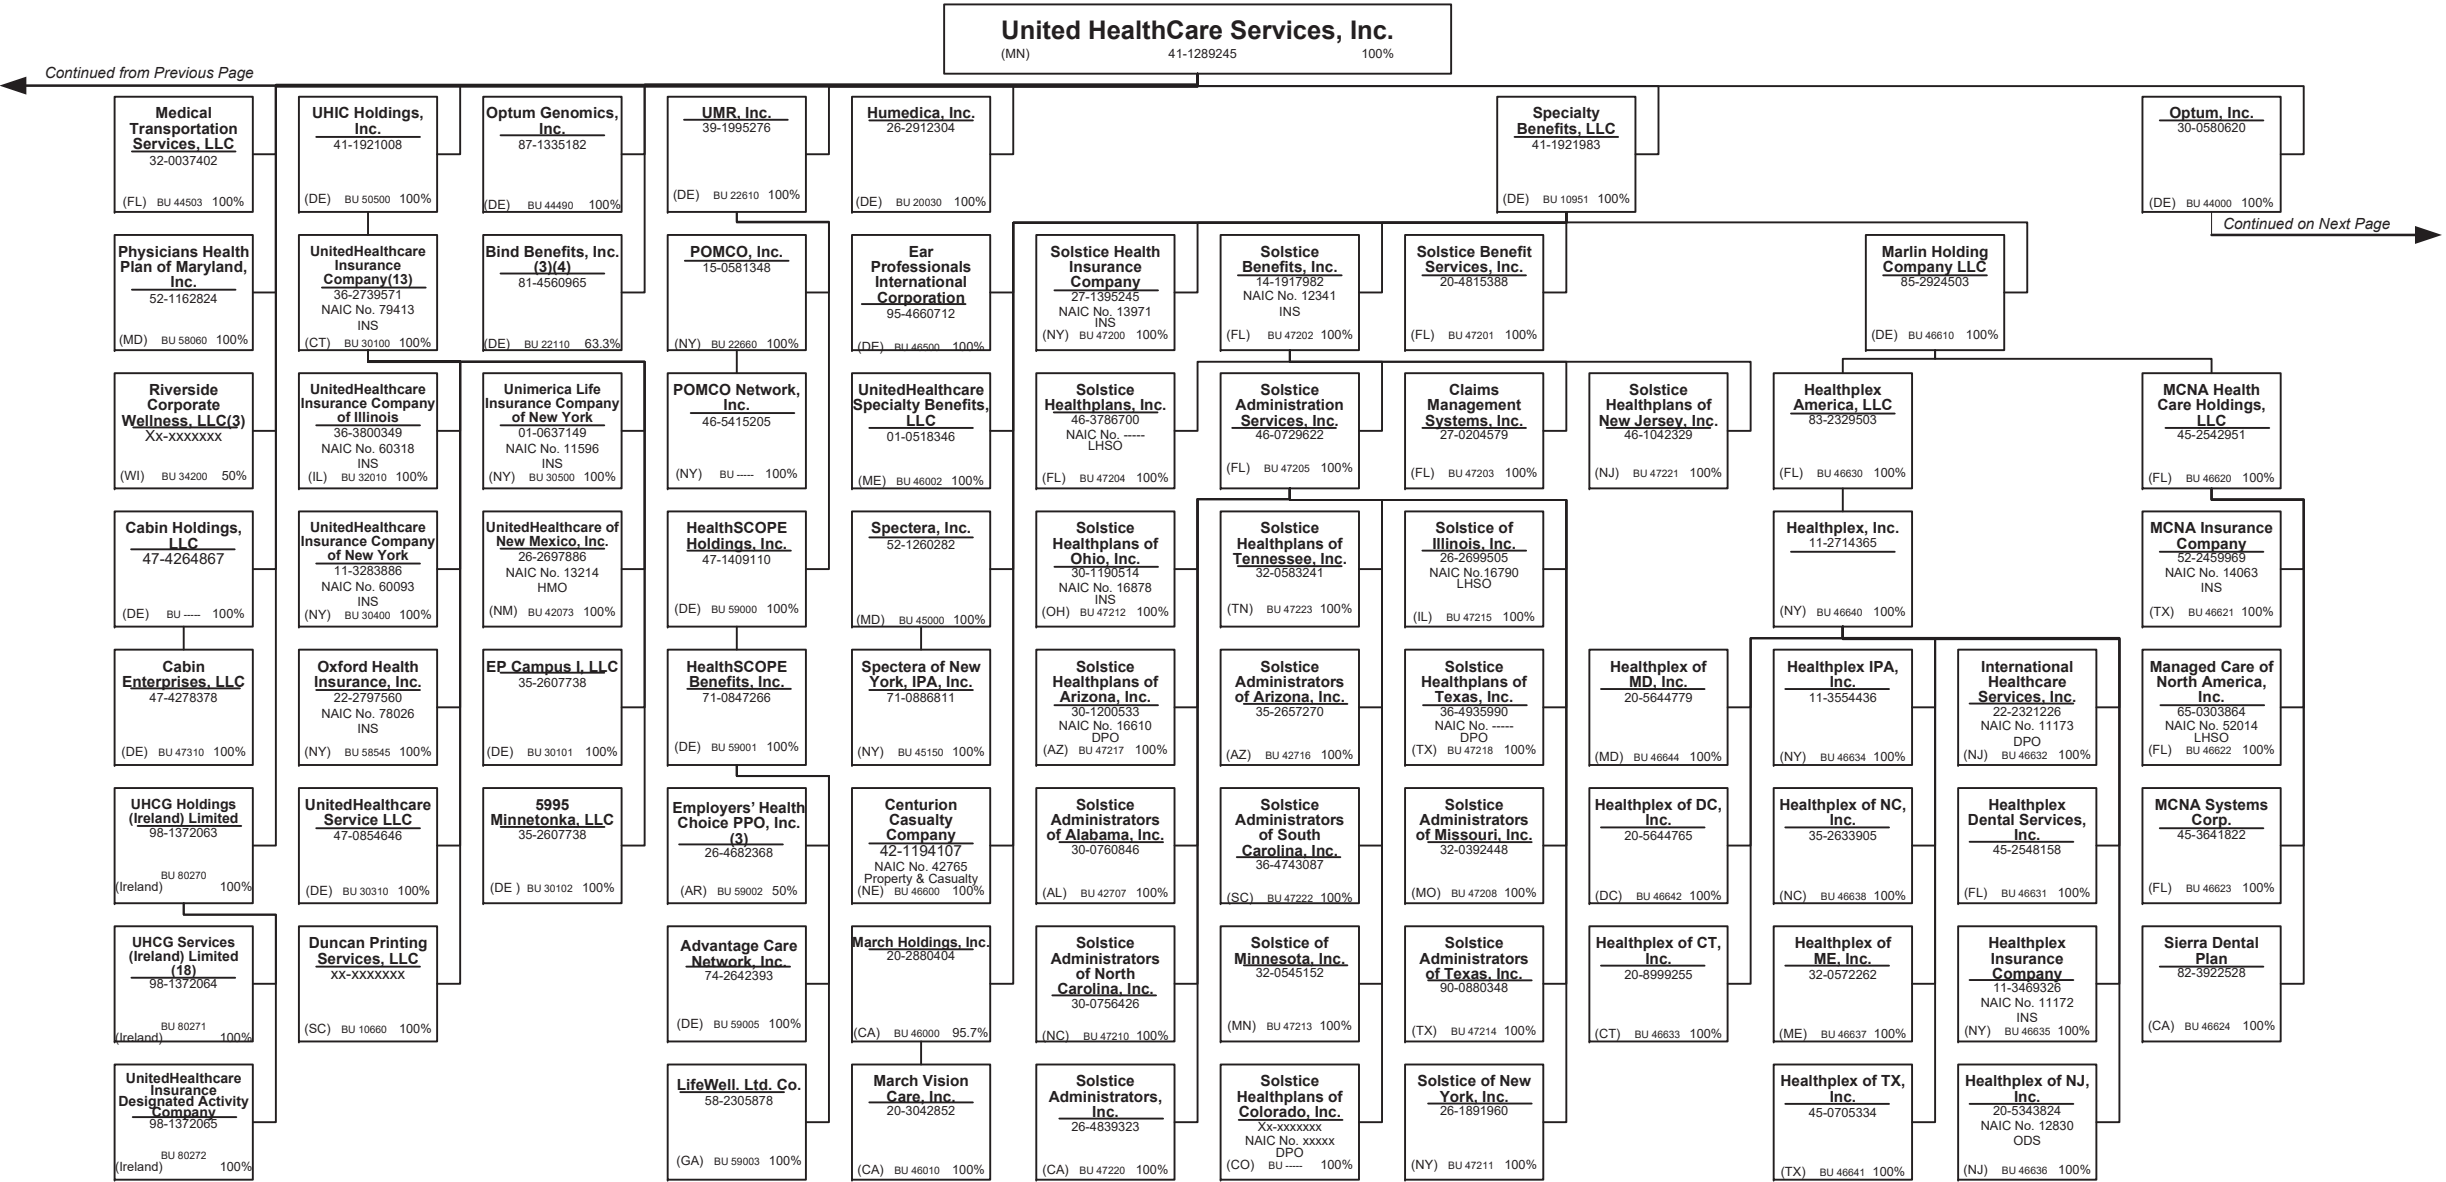 United HealthCare Services, Inc.
(MN) 41-1289245 100%
Continued from Previous Page
Medical
Transportation
Services, LLC
32-0037402
(FL) BU 44503 100%
UHIC Holdings,
Inc.
41-1921008
(DE) BU 50500 100%
Optum Genomics,
Inc.
87-1335182
(DE) BU 44490 100%
UMR, Inc.
39-1995276
(DE) BU 22610 100%
Humedica, Inc.
26-2912304
(DE) BU 20030 100%
Specialty
Benefits, LLC
41-1921983
(DE) BU 10951 100%
Optum, Inc.
30-0580620
(DE) BU 44000 100%
Continued on Next Page
Physicians Health
Plan of Maryland,
Inc.
52-1162824
(MD) BU 58060 100%
UnitedHealthcare
Insurance
Company(13)
36-2739571
NAIC No. 79413
INS
(CT) BU 30100 100%
Bind Benefits, Inc.
(3)(4)
81-4560965
(DE) BU 22110 63.3%
POMCO, Inc.
15-0581348
(NY) BU 22660 100%
Ear
Professionals
International
Corporation
95-4660712
(DE) BU 46500 100%
Solstice Health
Insurance
Company
27-1395245
NAIC No. 13971
INS
(NY) BU 47200 100%
Solstice
Benefits, Inc.
14-1917982
NAIC No. 12341
INS
(FL) BU 47202 100%
Solstice Benefit
Services, Inc.
20-4815388
(FL) BU 47201 100%
Marlin Holding
Company LLC
85-2924503
(DE) BU 46610 100%
Riverside
Corporate
Wellness, LLC(3)
Xx-xxxxxxx
(WI) BU 34200 50%
UnitedHealthcare
Insurance Company
of Illinois
36-3800349
NAIC No. 60318
INS
(IL) BU 32010 100%
Unimerica Life
Insurance Company
of New York
01-0637149
NAIC No. 11596
INS
(NY) BU 30500 100%
POMCO Network,
Inc.
46-5415205
(NY) BU ----- 100%
UnitedHealthcare
Specialty Benefits,
LLC
01-0518346
(ME) BU 46002 100%
Solstice
Healthplans, Inc.
46-3786700
NAIC No. -----
LHSO
(FL) BU 47204 100%
Solstice
Administration
Services, Inc.
46-0729622
(FL) BU 47205 100%
Claims
Management
Systems, Inc.
27-0204579
(FL) BU 47203 100%
Solstice
Healthplans of
New Jersey, Inc.
46-1042329
(NJ) BU 47221 100%
Healthplex
America, LLC
83-2329503
(FL) BU 46630 100%
MCNA Health
Care Holdings,
LLC
45-2542951
(FL) BU 46620 100%
Cabin Holdings,
LLC
47-4264867
(DE) BU ----- 100%
UnitedHealthcare
Insurance Company
of New York
11-3283886
NAIC No. 60093
INS
(NY) BU 30400 100%
UnitedHealthcare of
New Mexico, Inc.
26-2697886
NAIC No. 13214
HMO
(NM) BU 42073 100%
HealthSCOPE
Holdings, Inc.
47-1409110
(DE) BU 59000 100%
Spectera, Inc.
52-1260282
(MD) BU 45000 100%
Solstice
Healthplans of
Ohio, Inc.
30-1190514
NAIC No. 16878
INS
(OH) BU 47212 100%
Solstice
Healthplans of
Tennessee, Inc.
32-0583241
(TN) BU 47223 100%
Solstice of
Illinois, Inc.
26-2699505
NAIC No.16790
LHSO
(IL) BU 47215 100%
Healthplex, Inc.
11-2714365
(NY) BU 46640 100%
MCNA Insurance
Company
52-2459969
NAIC No. 14063
INS
(TX) BU 46621 100%
Cabin
Enterprises, LLC
47-4278378
(DE) BU 47310 100%
Oxford Health
Insurance, Inc.
22-2797560
NAIC No. 78026
INS
(NY) BU 58545 100%
EP Campus I, LLC
35-2607738
(DE) BU 30101 100%
HealthSCOPE
Benefits, Inc.
71-0847266
(DE) BU 59001 100%
Spectera of New
York, IPA, Inc.
71-0886811
(NY) BU 45150 100%
Solstice
Healthplans of
Arizona, Inc.
30-1200533
NAIC No. 16610
DPO
(AZ) BU 47217 100%
Solstice
Administrators
of Arizona, Inc.
35-2657270
(AZ) BU 42716 100%
Solstice
Healthplans of
Texas, Inc.
36-4935990
NAIC No. -----
DPO
(TX) BU 47218 100%
Healthplex of
MD, Inc.
20-5644779
(MD) BU 46644 100%
Healthplex IPA,
Inc.
11-3554436
(NY) BU 46634 100%
International
Healthcare
Services, Inc.
22-2321226
NAIC No. 11173
DPO
(NJ) BU 46632 100%
Managed Care of
North America,
Inc.
65-0303864
NAIC No. 52014
LHSO
(FL) BU 46622 100%
UHCG Holdings
(Ireland) Limited
98-1372063
BU 80270
(Ireland) 100%
UnitedHealthcare
Service LLC
47-0854646
(DE) BU 30310 100%
5995
Minnetonka, LLC
35-2607738
(DE ) BU 30102 100%
Employers’ Health
Choice PPO, Inc.
(3)
26-4682368
(AR) BU 59002 50%
Centurion
Casualty
Company
42-1194107
NAIC No. 42765
Property & Casualty
(NE) BU 46600 100%
Solstice
Administrators
of Alabama, Inc.
30-0760846
(AL) BU 42707 100%
Solstice
Administrators
of South
Carolina, Inc.
36-4743087
(SC) BU 47222 100%
Solstice
Administrators
of Missouri, Inc.
32-0392448
(MO) BU 47208 100%
Healthplex of DC,
Inc.
20-5644765
(DC) BU 46642 100%
Healthplex of NC,
Inc.
35-2633905
(NC) BU 46638 100%
Healthplex
Dental Services,
Inc.
45-2548158
(FL) BU 46631 100%
MCNA Systems
Corp.
45-3641822
(FL) BU 46623 100%
UHCG Services
(Ireland) Limited
(18)
98-1372064
BU 80271
(Ireland) 100%
Duncan Printing
Services, LLC
xx-xxxxxxx
(SC) BU 10660 100%
Advantage Care
Network, Inc.
74-2642393
(DE) BU 59005 100%
March Holdings, Inc.
20-2880404
(CA) BU 46000 95.7%
Solstice
Administrators
of North
Carolina, Inc.
30-0756426
(NC) BU 47210 100%
Solstice of
Minnesota, Inc.
32-0545152
(MN) BU 47213 100%
Solstice
Administrators
of Texas, Inc.
90-0880348
(TX) BU 47214 100%
Healthplex of CT,
Inc.
20-8999255
(CT) BU 46633 100%
Healthplex of
ME, Inc.
32-0572262
(ME) BU 46637 100%
Healthplex
Insurance
Company
11-3469326
NAIC No. 11172
INS
(NY) BU 46635 100%
Sierra Dental
Plan
82-3922528
(CA) BU 46624 100%
UnitedHealthcare
Insurance
Designated Activity
Company
98-1372065
BU 80272
(Ireland) 100%
LifeWell. Ltd. Co.
58-2305878
(GA) BU 59003 100%
March Vision
Care, Inc.
20-3042852
(CA) BU 46010 100%
Solstice
Administrators,
Inc.
26-4839323
(CA) BU 47220 100%
Solstice
Healthplans of
Colorado, Inc.
Xx-xxxxxxx
NAIC No. xxxxx
DPO
(CO) BU ----- 100%
Solstice of New
York, Inc.
26-1891960
(NY) BU 47211 100%
Healthplex of TX,
Inc.
45-0705334
(TX) BU 46641 100%
Healthplex of NJ,
Inc.
20-5343824
NAIC No. 12830
ODS
(NJ) BU 46636 100%